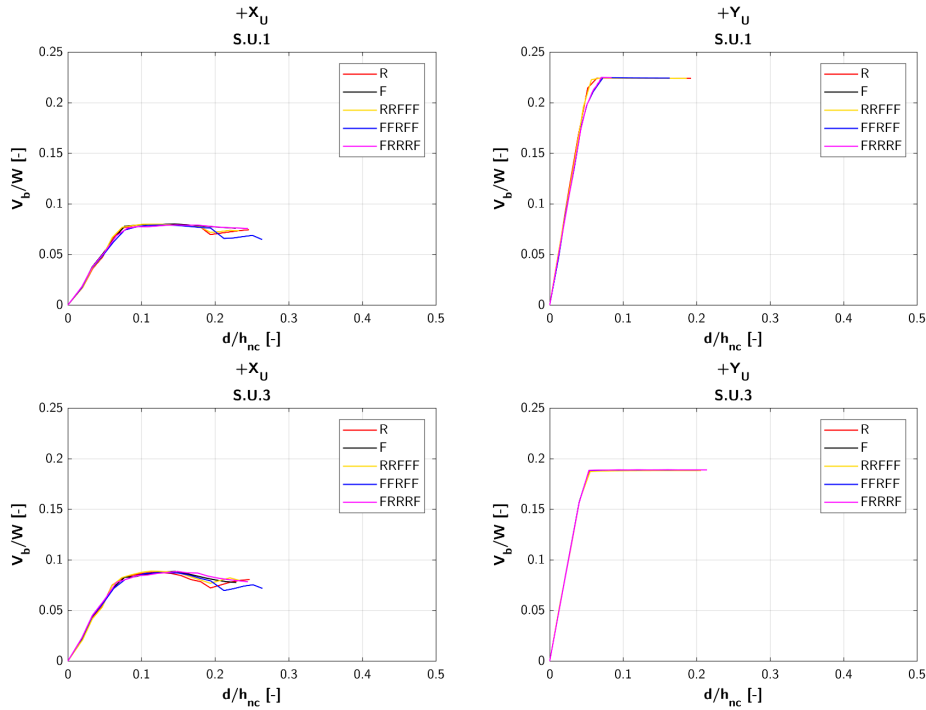 +X_U
S.U.1
0.25
0.2
0.15
0.1
0.05
0
V_b/W [-]
0
0.1
0.2
0.3
0.4
0.5
d/h_nc [-]
R
F
RRFFF
FFRFF
FRRRF
+Y_U
S.U.1
0.25
0.2
0.15
0.1
0.05
0
V_b/W [-]
0
0.1
0.2
0.3
0.4
0.5
d/h_nc [-]
R
F
RRFFF
FFRFF
FRRRF
+X_U
S.U.3
0.25
0.2
0.15
0.1
0.05
0
V_b/W [-]
0
0.1
0.2
0.3
0.4
0.5
d/h_nc [-]
R
F
RRFFF
FFRFF
FRRRF
+Y_U
S.U.3
0.25
0.2
0.15
0.1
0.05
0
V_b/W [-]
0
0.1
0.2
0.3
0.4
0.5
d/h_nc [-]
R
F
RRFFF
FFRFF
FRRRF